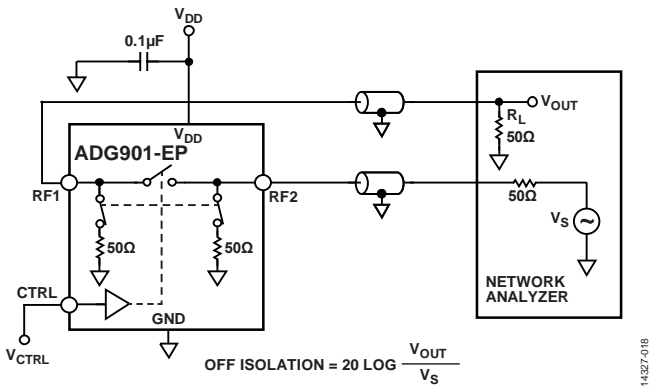 VDD
0.1µF
VDD
ADG901-EP
RF1
RF2
50Ω
50Ω
CTRL
GND
VCTRL
VOUT
RL
50Ω
50Ω
VS
~
NETWORK
ANALYZER
OFF ISOLATION = 20 LOG VOUT
VS
14327-018